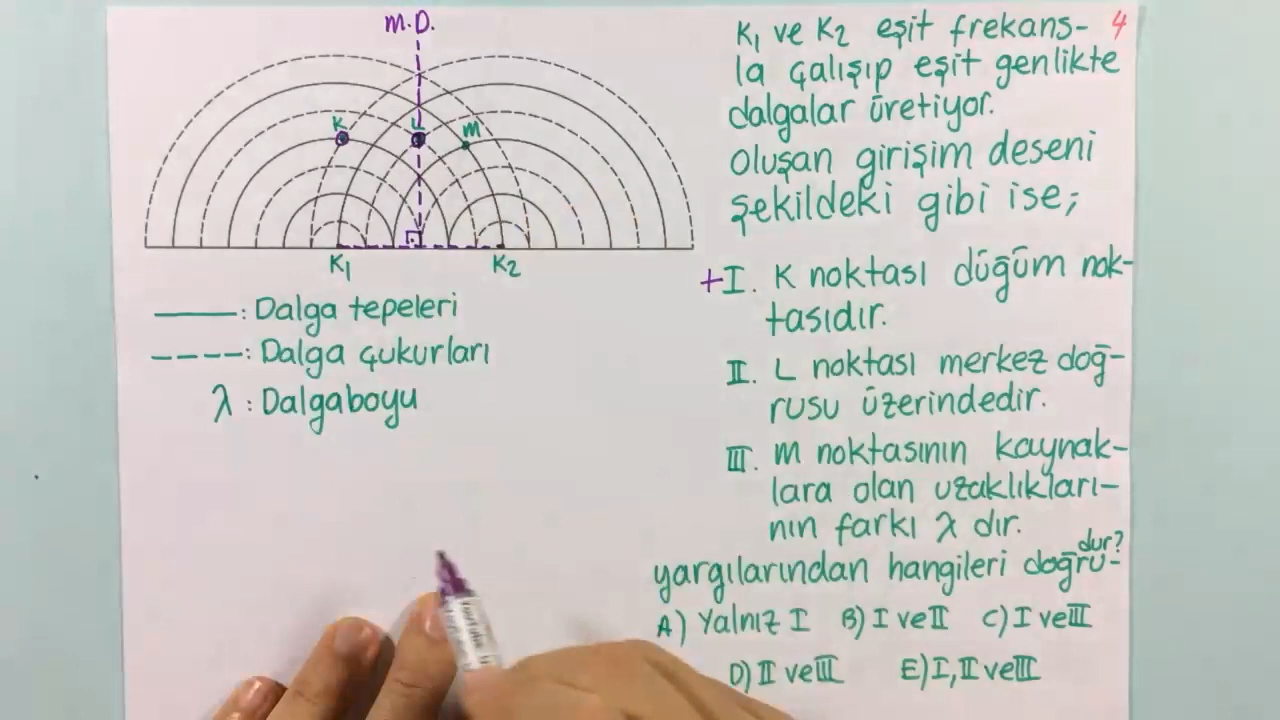 M.D.
K
L
M
K₁
K₂
: Dalga tepeleri
: Dalga çukurları
λ : Dalgaboyu
4
K₁ ve K₂ eşit frekans-
la çalışıp eşit genlikte
dalgalar üretiyor.
oluşan girişim deseni
şekildeki gibi ise;
+ I. K noktası düğüm nok-
tasıdır.
II. L noktası merkez doğ-
rusu üzerindedir.
III. M noktasının kaynak-
lara olan uzaklıkları-
nın farkı λ dır.
yargılarından hangileri doğru-
dur?
A) Yalnız I B) I ve II C) I ve III
D) II ve III E) I, II ve III